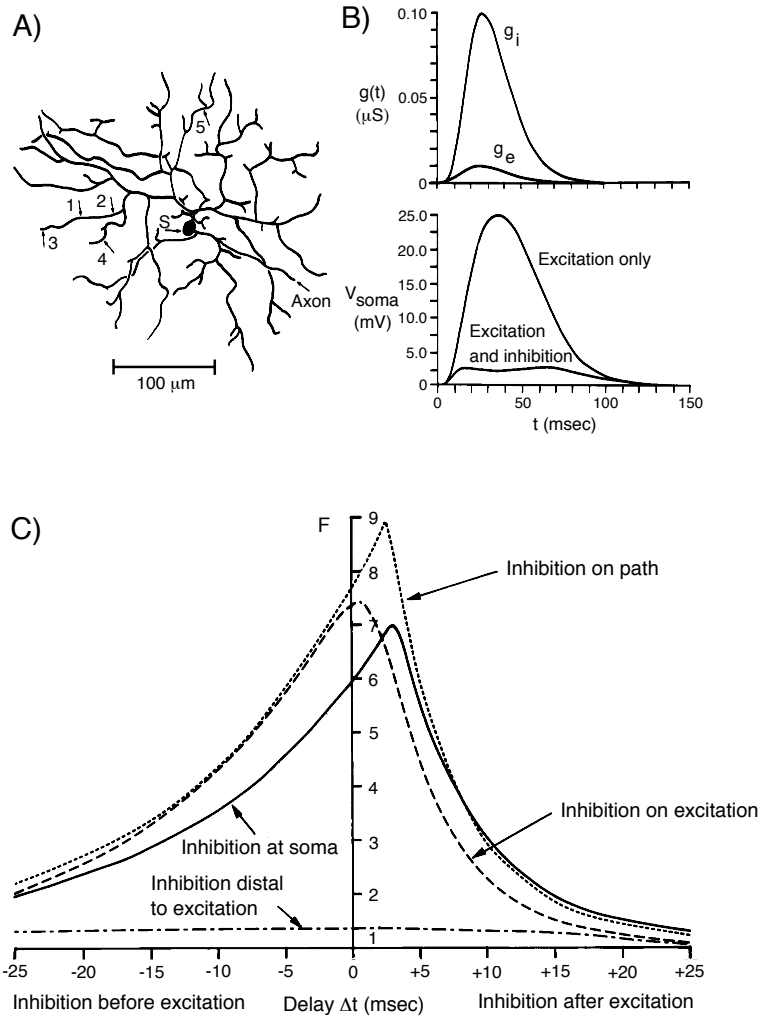 A)
5
1
2
S
3
4
Axon
100 μm
B)
0.10
g(t)
(μS)
0.05
0
g_i
g_e
25.0
20.0
15.0
10.0
5.0
0
V_soma
(mV)
Excitation only
Excitation
and inhibition
0
50
100
150
t (msec)
C)
F
9
8
7
6
5
4
3
2
1
Inhibition on path
Inhibition on excitation
Inhibition at soma
Inhibition distal
to excitation
-25
-20
-15
-10
-5
0
+5
+10
+15
+20
+25
Inhibition before excitation
Delay Δt (msec)
Inhibition after excitation